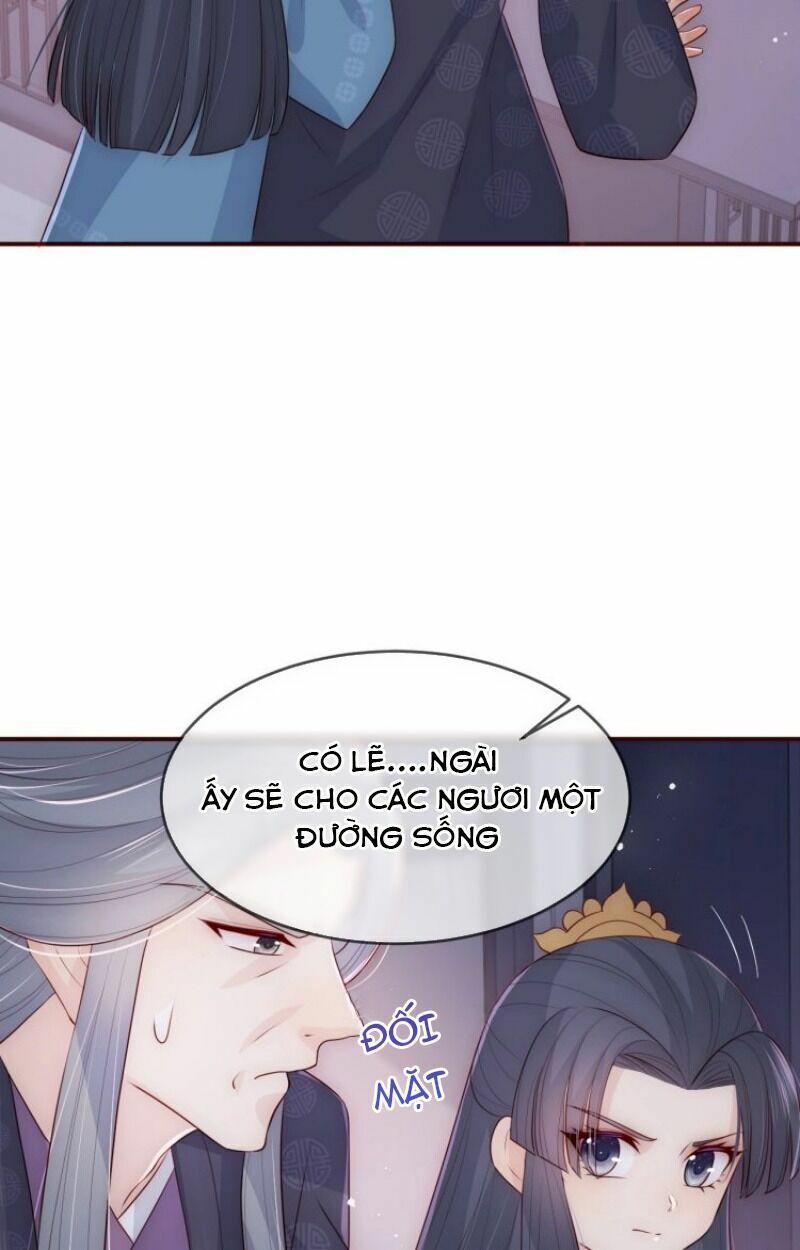 CÓ LẼ....NGÀI
ẤY SẼ CHO CÁC NGƯƠI MỘT
ĐƯỜNG SỐNG
ĐỐI
MẶT